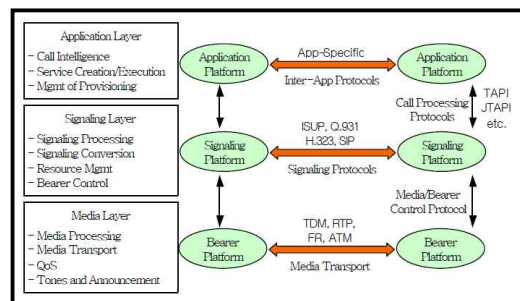 Application Layer
- Call Intelligence
- Service Creation/Execution
- Mgmt of Provisioning
Application
Platform
App-Specific
Inter-App Protocols
Application
Platform
Call Processing
Protocols
TAPI
JTAPI
etc.
Signaling Layer
- Signaling Processing
- Signaling Conversion
- Resource Mgmt
- Bearer Control
Signaling
Platform
ISUP, Q.931
H.323, SIP
Signaling Protocols
Signaling
Platform
Media/Bearer
Control Protocol
Media Layer
- Media Processing
- Media Transport
- QoS
- Tones and Announcement
Bearer
Platform
TDM, RTP,
FR, ATM
Media Transport
Bearer
Platform